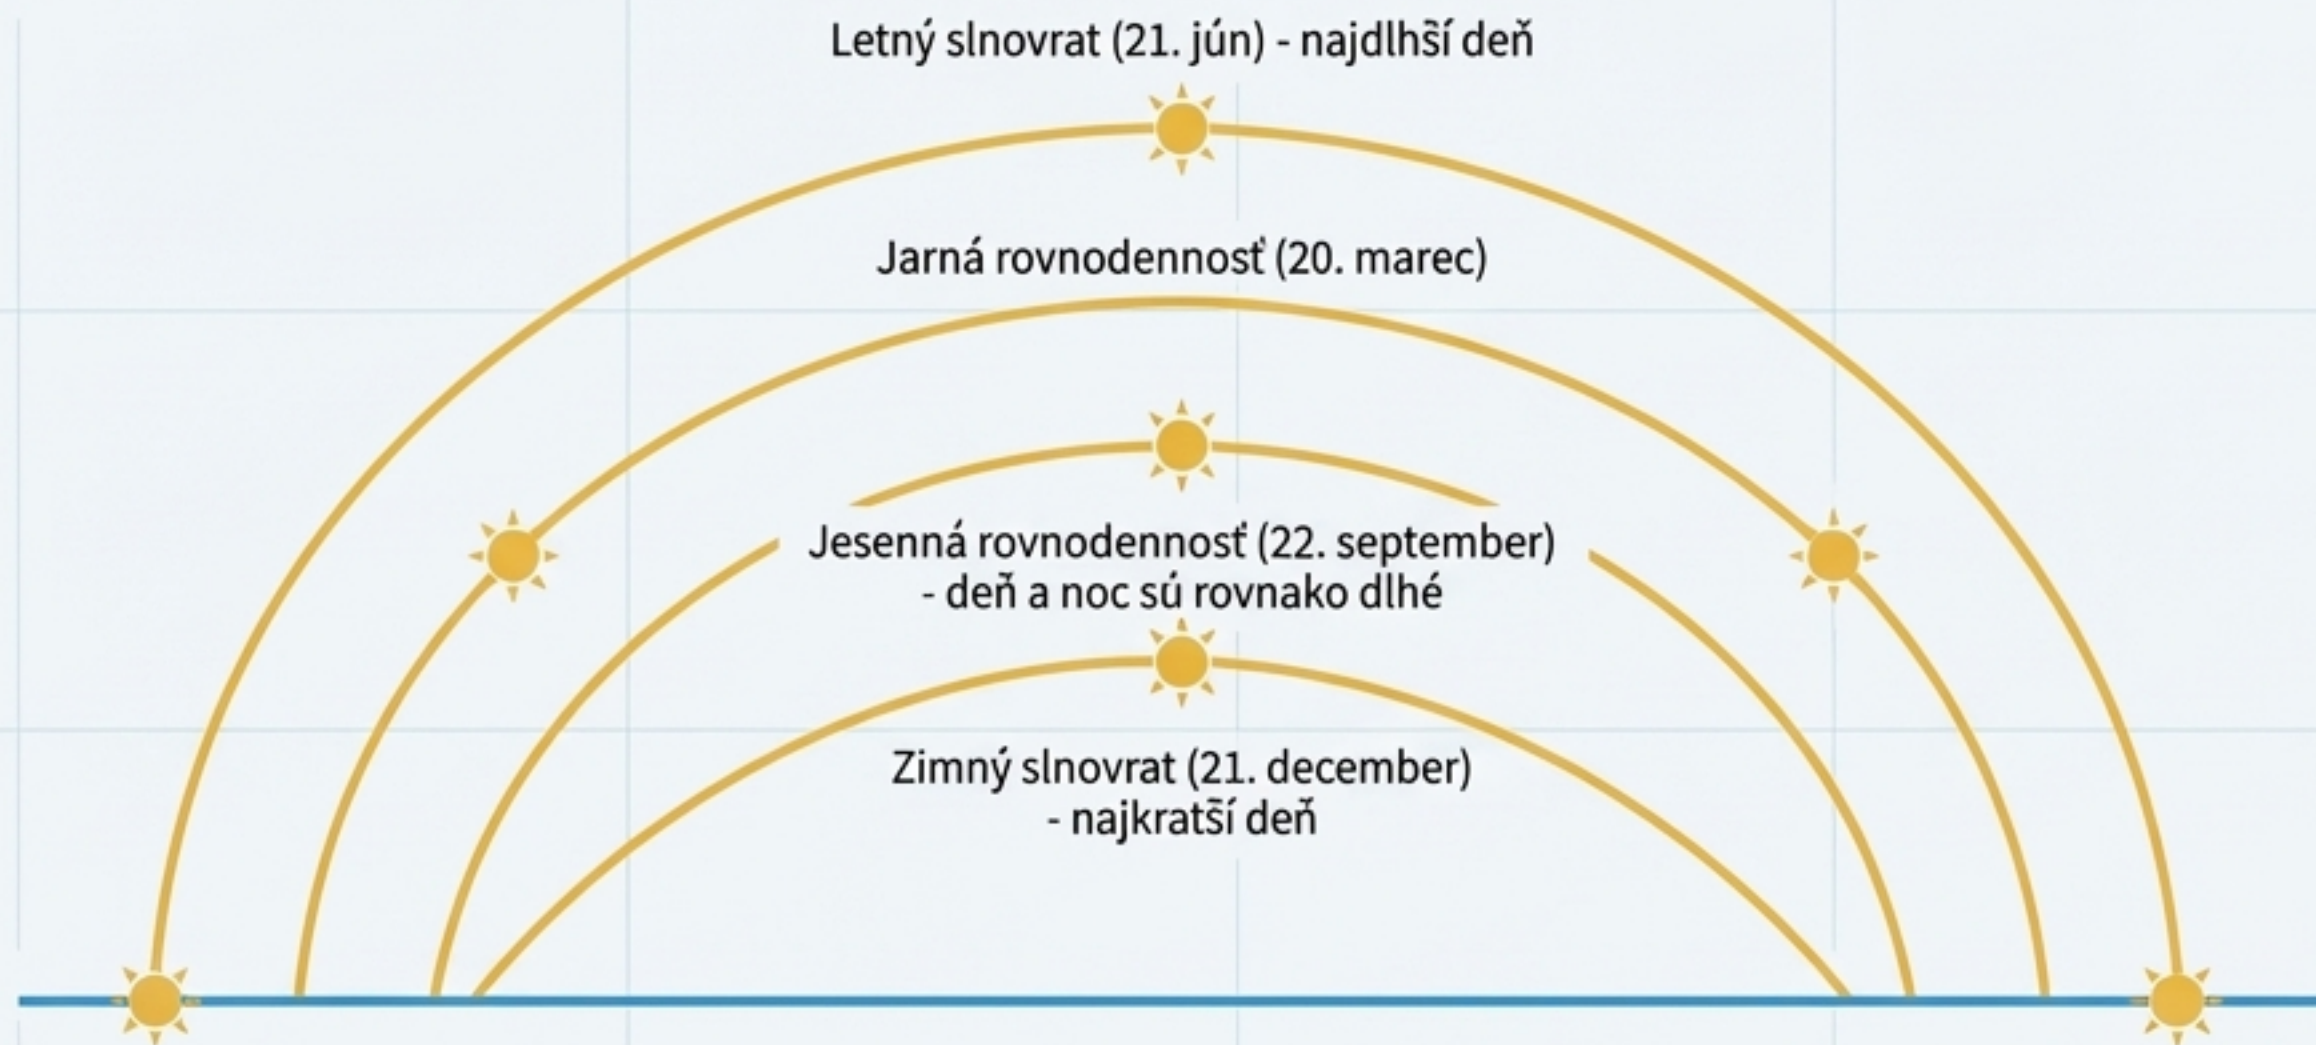 Letný slnovrat (21. jún) - najdlhší deň
Jarná rovnodennosť (20. marec)
Jesenná rovnodennosť (22. september)
- deň a noc sú rovnako dlhé
Zimný slnovrat (21. december)
- najkratší deň